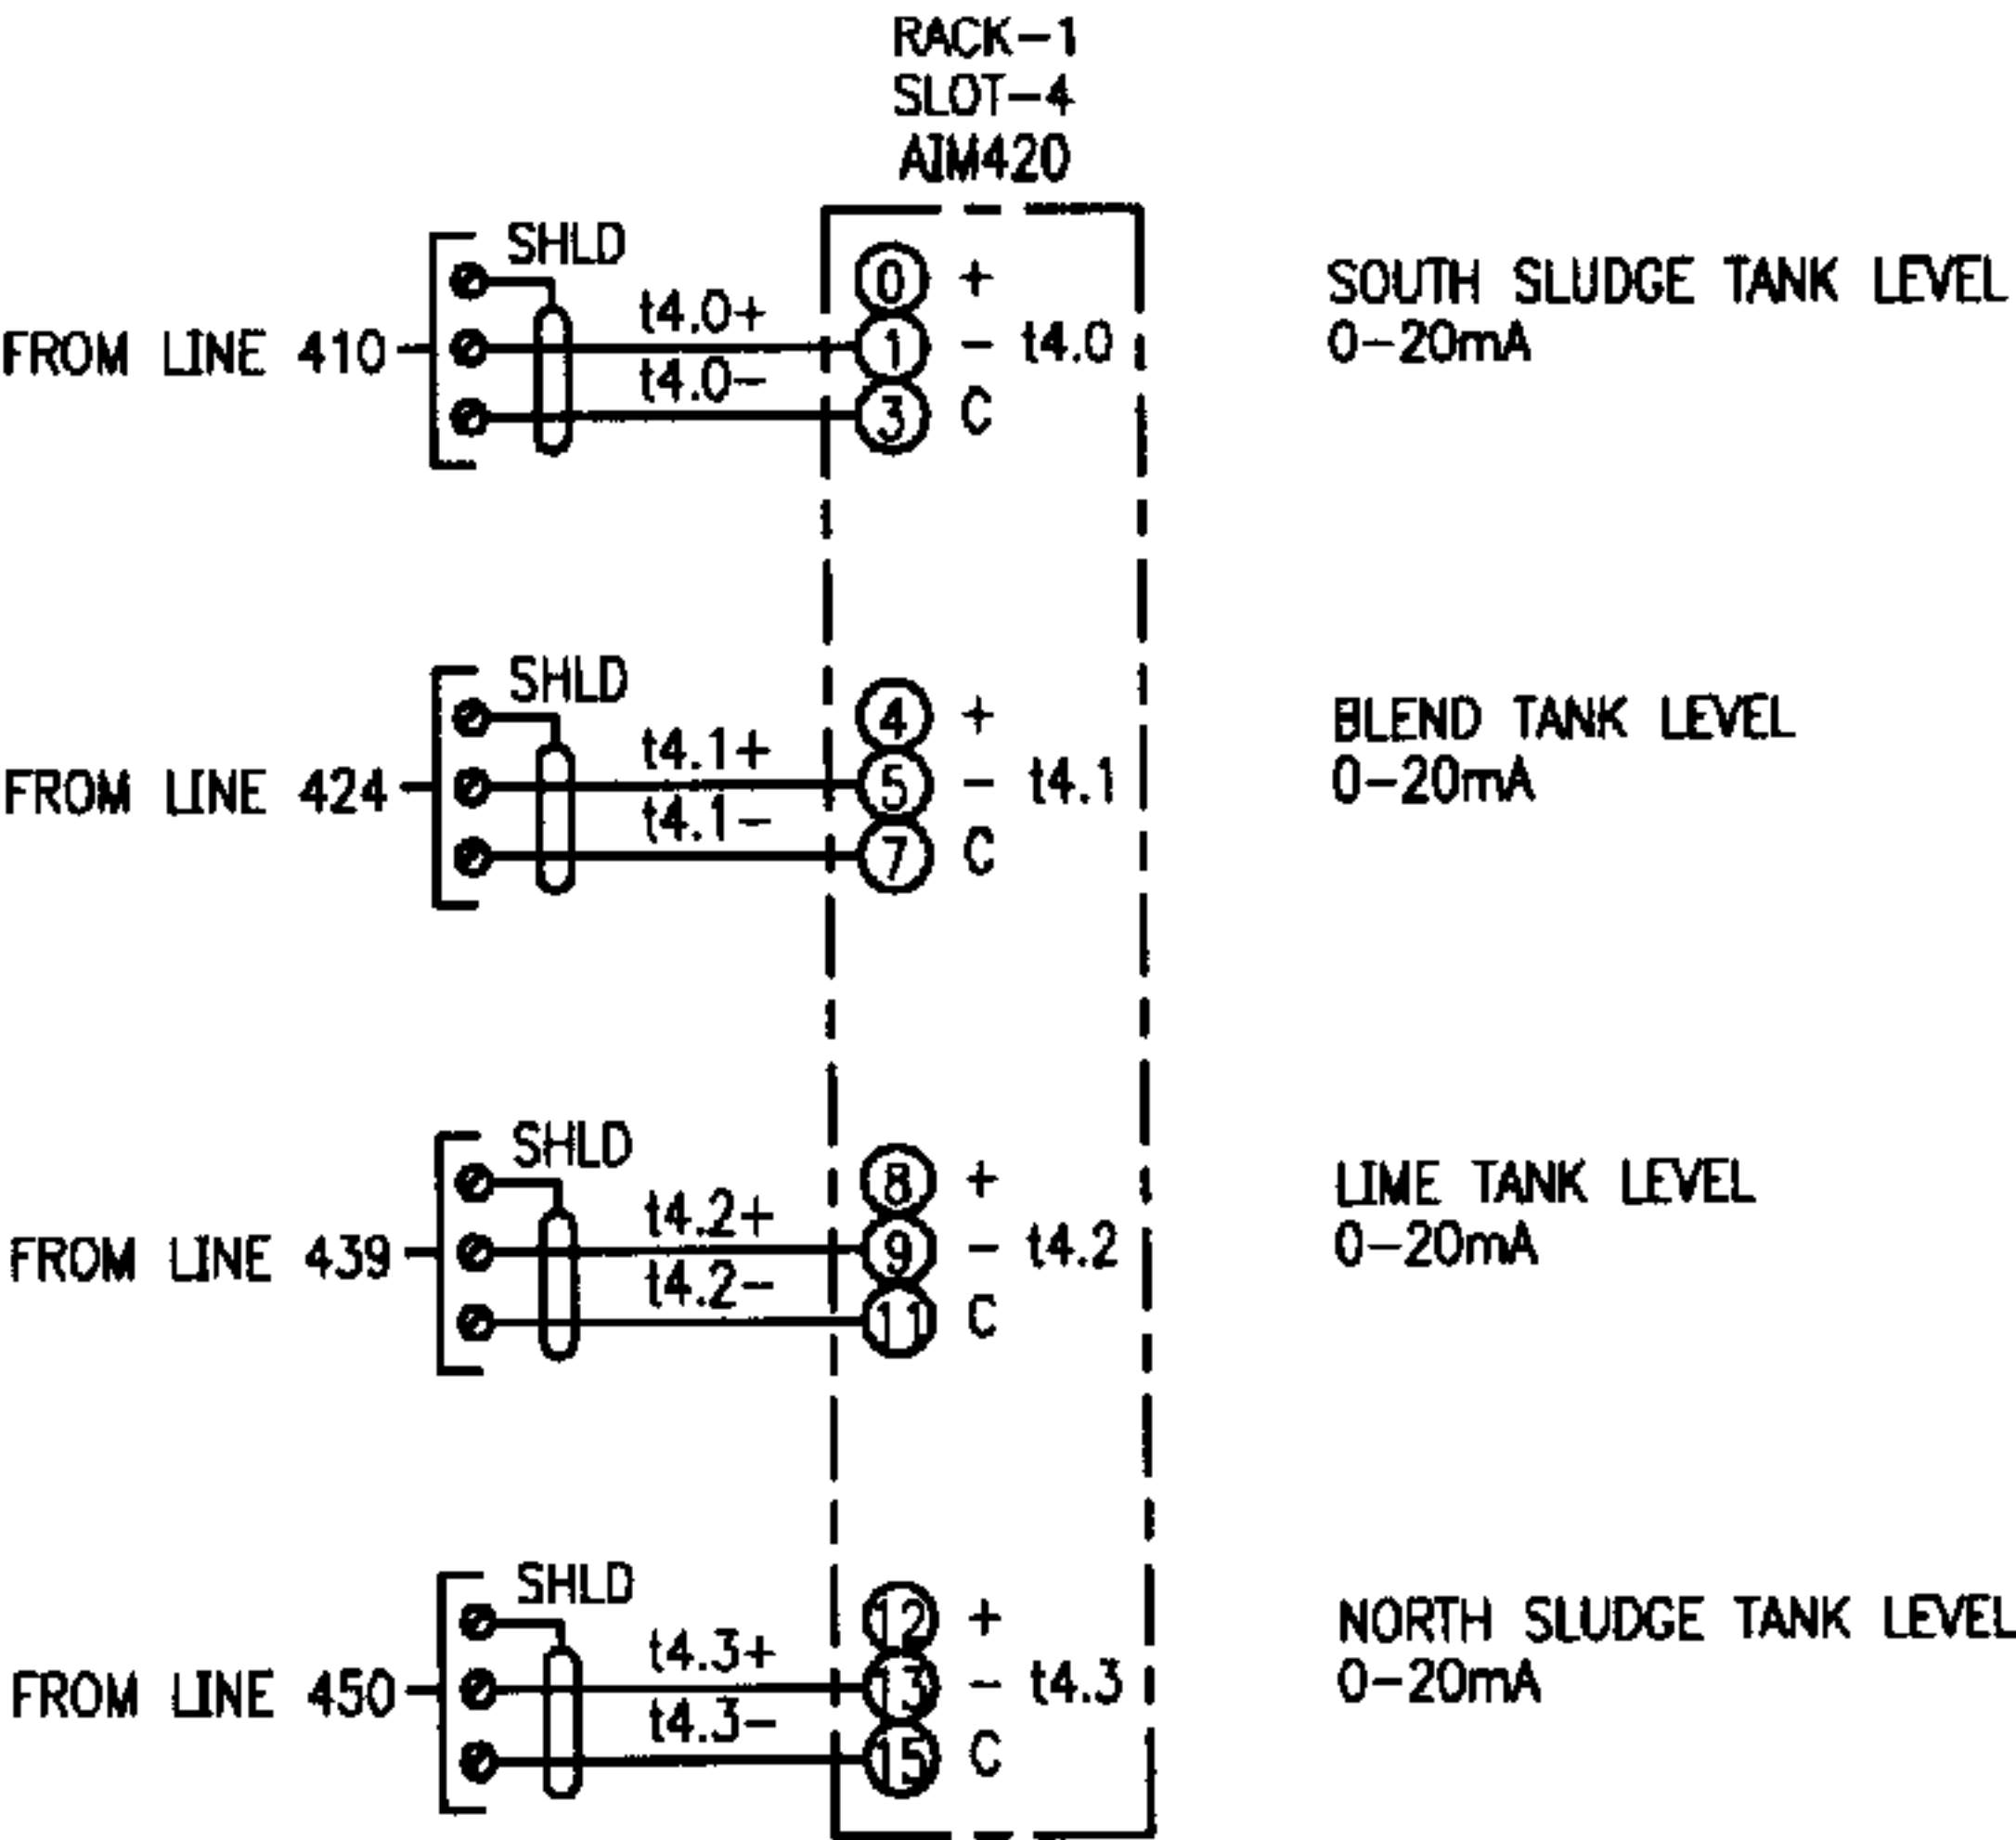 RACK-1
SLOT-4
AIM420
SHLD
FROM LINE 410
t4.0+
t4.0-
0 +
1 - t4.0
3 C
SOUTH SLUDGE TANK LEVEL
0-20mA
SHLD
FROM LINE 424
t4.1+
t4.1-
4 +
5 - t4.1
7 C
BLEND TANK LEVEL
0-20mA
SHLD
FROM LINE 439
t4.2+
t4.2-
8 +
9 - t4.2
11 C
LIME TANK LEVEL
0-20mA
SHLD
FROM LINE 450
t4.3+
t4.3-
12 +
13 - t4.3
15 C
NORTH SLUDGE TANK LEVEL
0-20mA